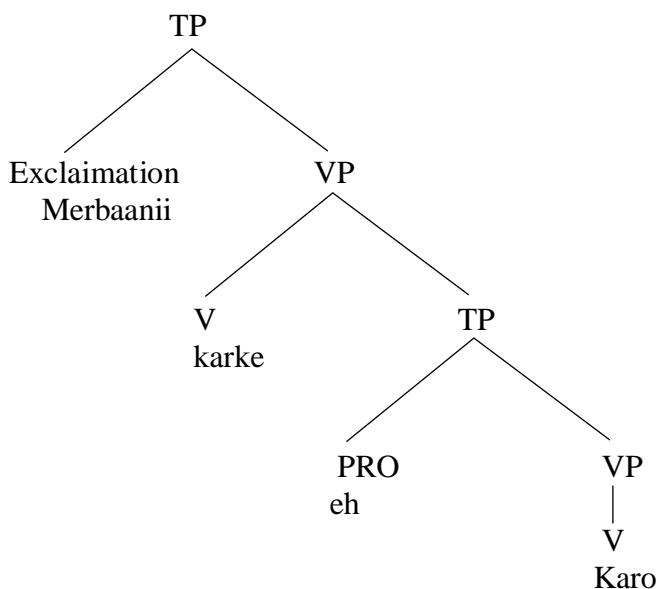 TP
Exclaimation VP
Merbaanii
V TP
karke
PRO VP
eh
V
Karo